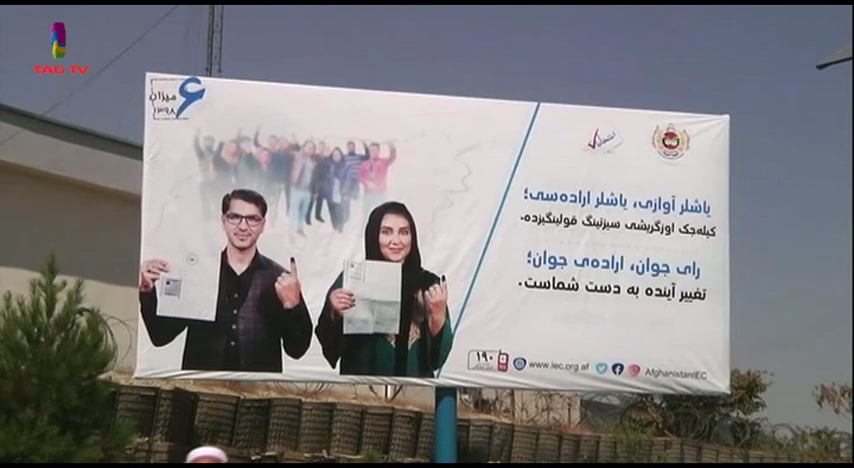 TAG TV
۶
میزان
۱۳۹۸
یاشلر آوازی، یاشلر اراده‌سی؛
کیله‌جک اوزگریشی سیزنینگ قولینگیزده.
رای جوان، اراده‌ی جوان؛
تغییر آینده به دست شماست.
۱۹۰
www.iec.org.af
AfghanistanIEC